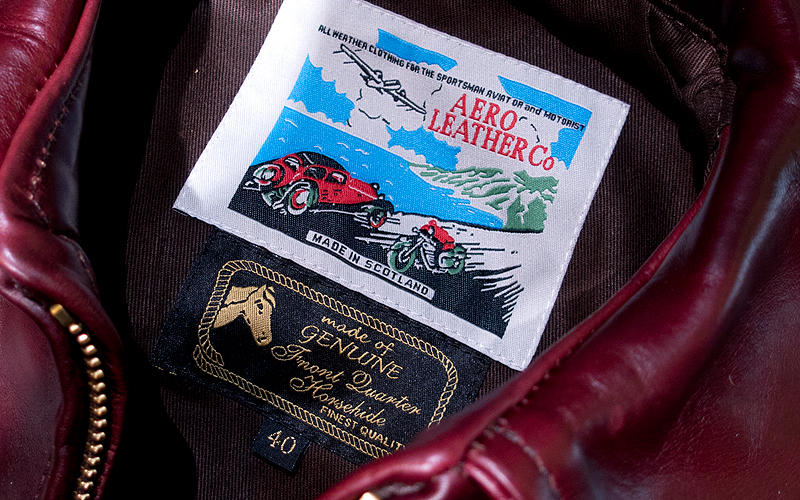 ALL WEATHER CLOTHING FOR THE SPORTSMAN AVIATOR and MOTORIST
AERO
LEATHER Co
MADE IN SCOTLAND
made of
GENUINE
Front Quarter
Horsehide
FINEST QUALITY
40